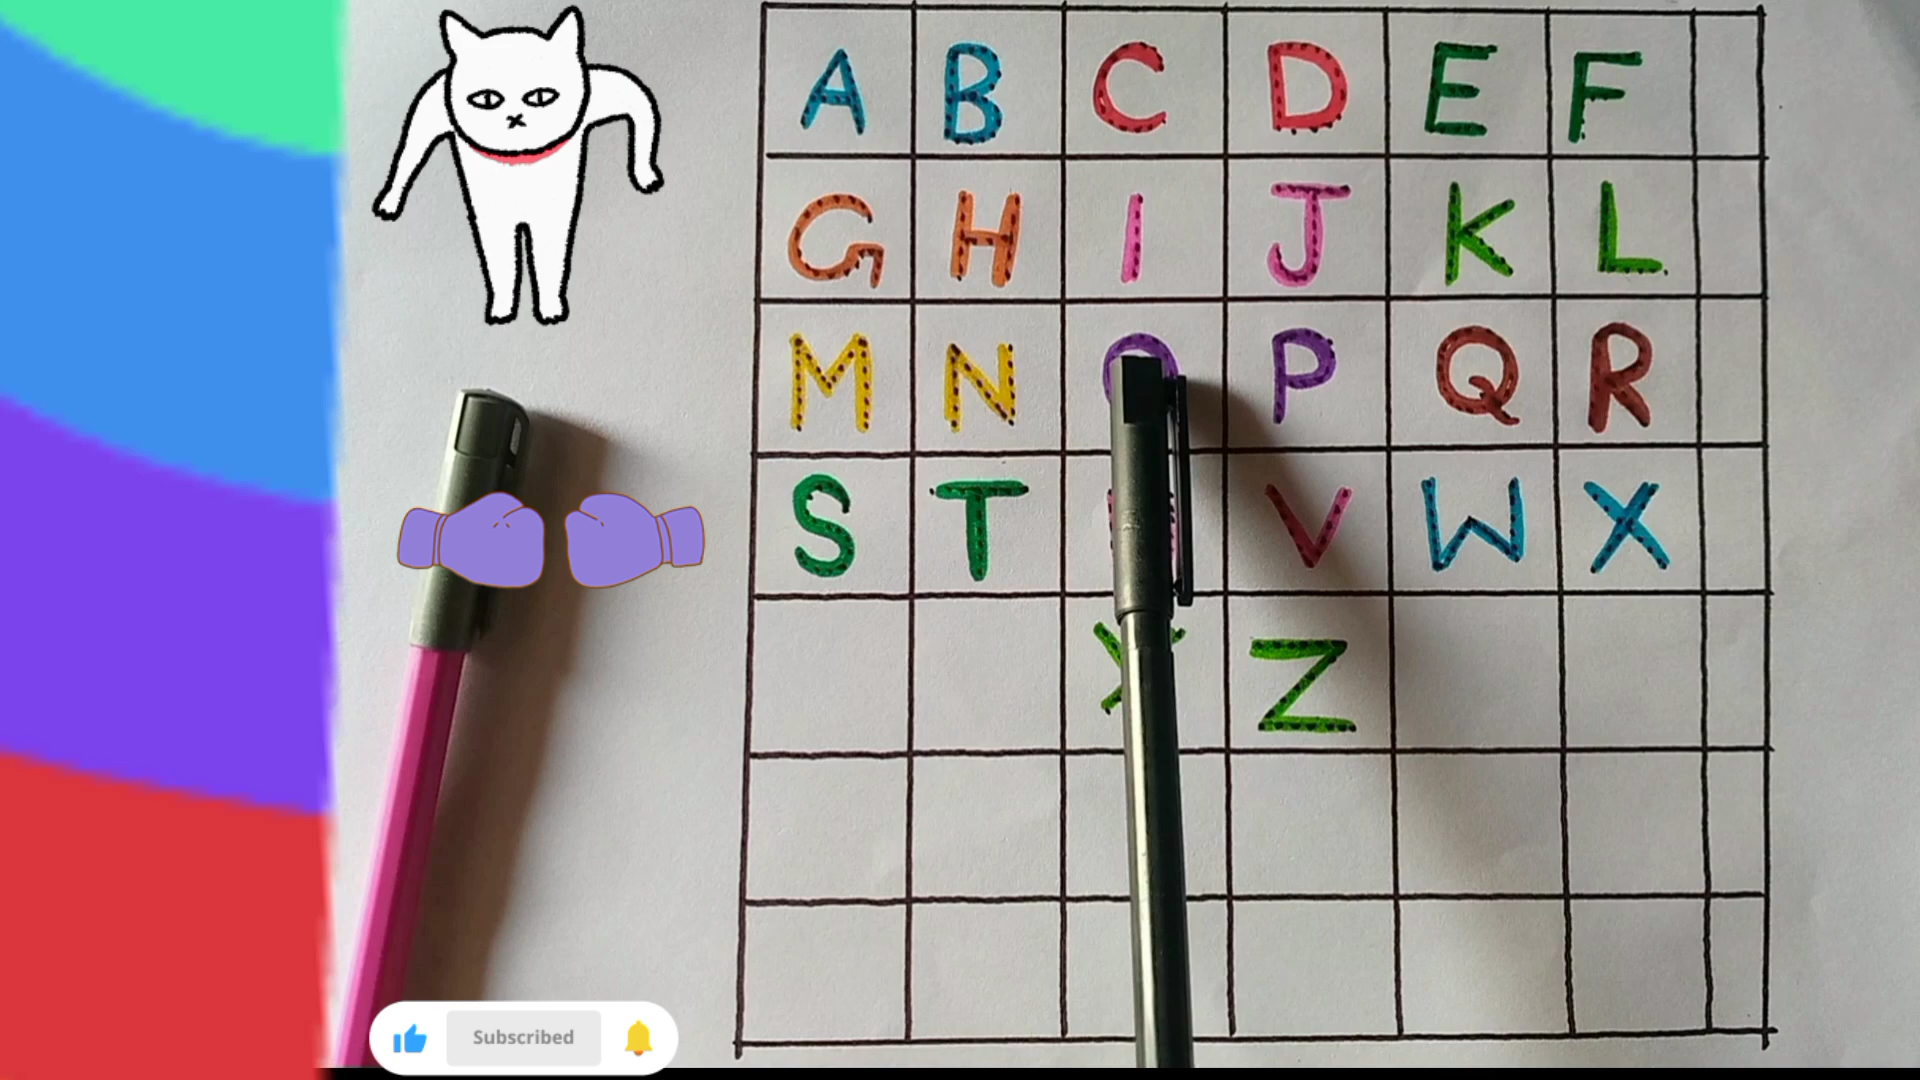 A B C D E F
G H I J K L
M N O P Q R
S T V W X
Y Z
Subscribed